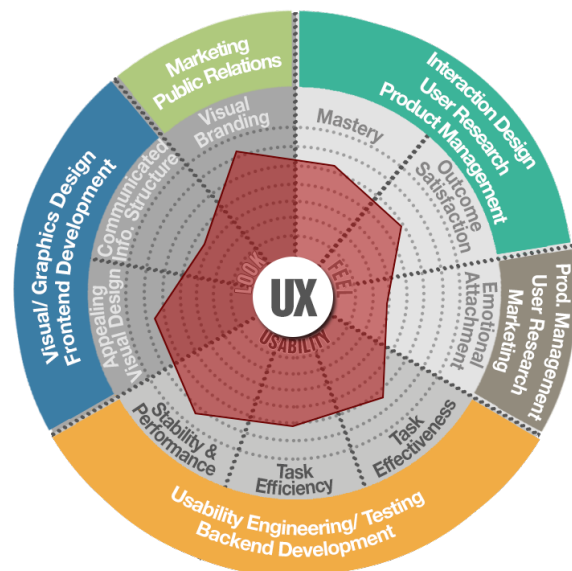 Marketing
Public Relations
Interaction Design
User Research
Product Management
Prod. Management
User Research
Marketing
Usability Engineering/ Testing
Backend Development
Visual/ Graphics Design
Frontend Development
Visual
Branding
Mastery
Outcome
Satisfaction
Emotional
Attachment
Task
Effectiveness
Task
Efficiency
Stability &
Performance
Appealing
Visual Design
Communicated
Info. Structure
LOOK
FEEL
USABILITY
UX